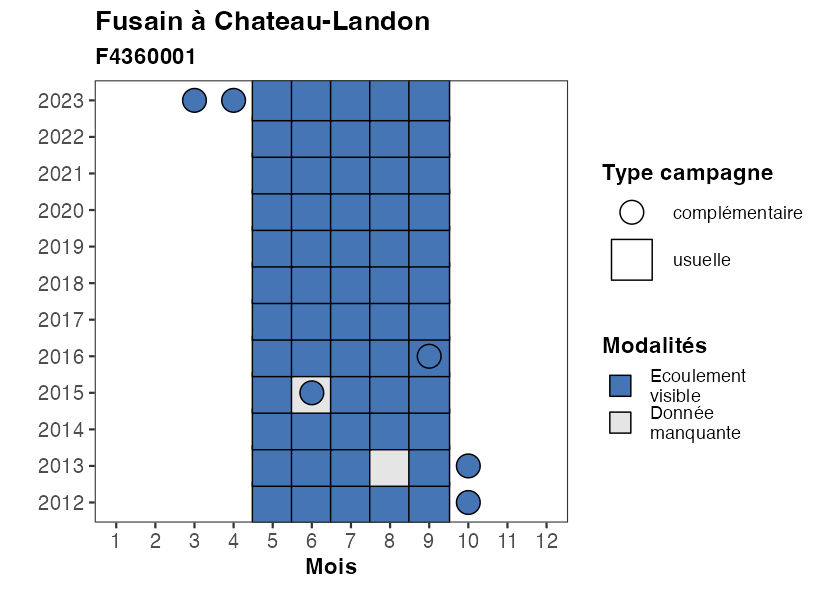 Fusain à Chateau-Landon
F4360001
2023
2022
2021
2020
2019
2018
2017
2016
2015
2014
2013
2012
1 2 3 4 5 6 7 8 9 10 11 12
Mois
Type campagne
complémentaire
usuelle
Modalités
Ecoulement
visible
Donnée
manquante